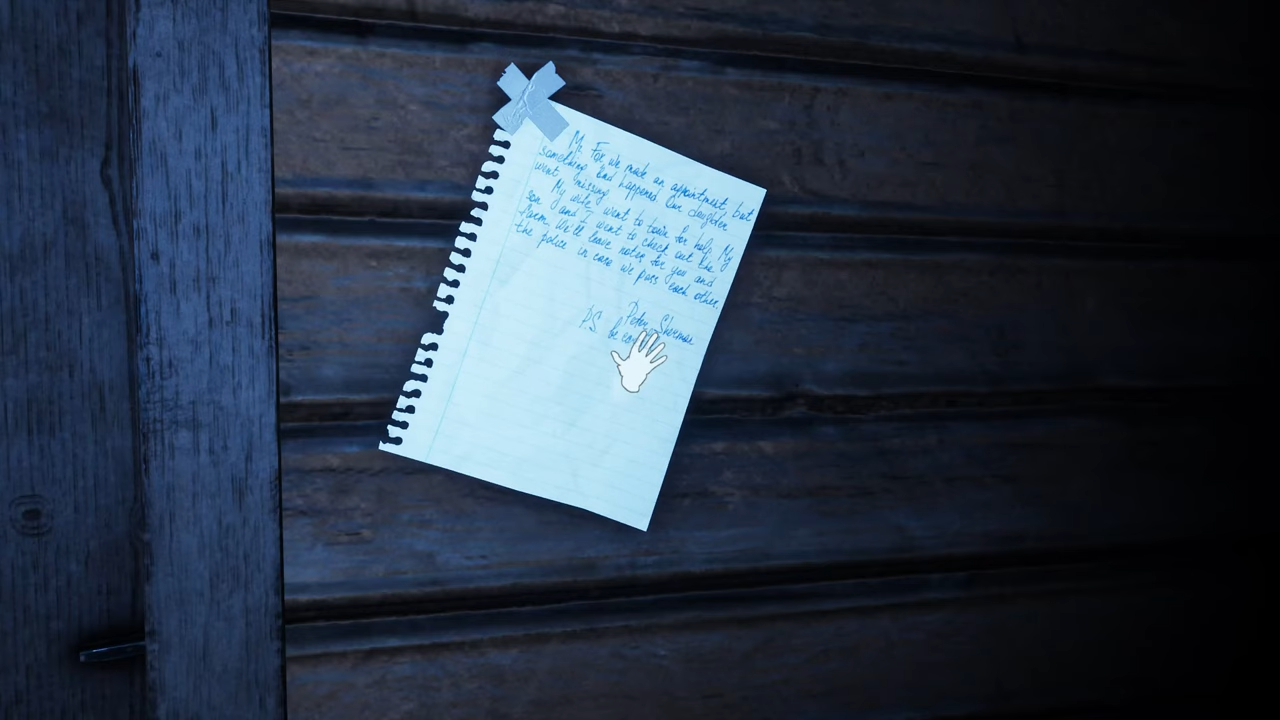 Mr. Fox, we made an appointment, but
something bad happened. Our daughter
went missing.
My wife went to town for help. My
son and I went to check out the
farm. We'll leave notes for you and
the police in case we pass each other.
Peter Sherman
PS be